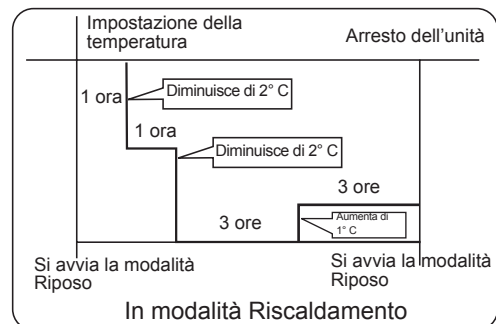 Impostazione della
temperatura
Arresto dell'unità
1 ora
Diminuisce di 2° C
1 ora
Diminuisce di 2° C
3 ore
3 ore
Aumenta di
1° C
Si avvia la modalità
Riposo
Si avvia la modalità
Riposo
In modalità Riscaldamento